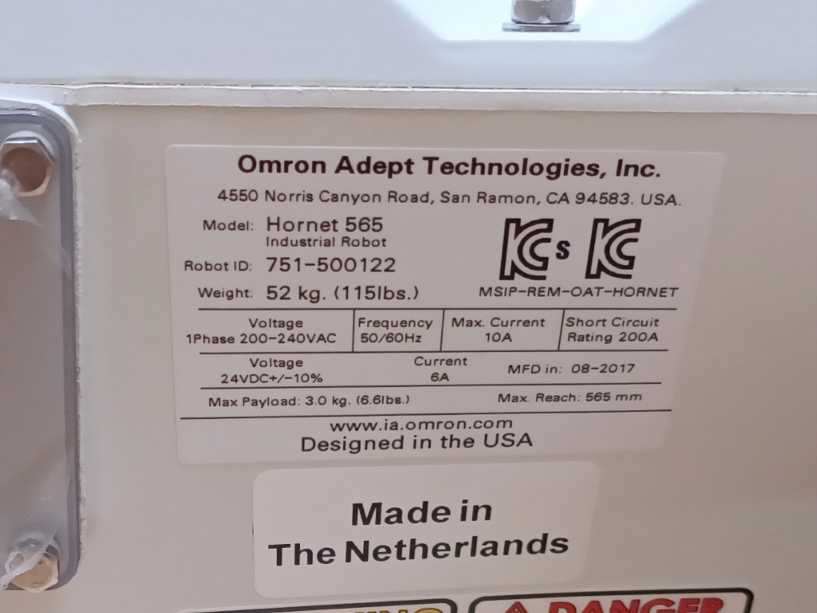 Omron Adept Technologies, Inc.
4550 Norris Canyon Road, San Ramon, CA 94583. USA.
Model: Hornet 565
Industrial Robot
Robot ID: 751-500122
Weight: 52 kg. (115lbs.)
KCs KC
MSIP-REM-OAT-HORNET
Voltage Frequency Max. Current Short Circuit
1Phase 200-240VAC 50/60Hz 10A Rating 200A
Voltage Current
24VDC+/-10% 6A MFD in: 08-2017
Max Payload: 3.0 kg. (6.6lbs.) Max. Reach: 565 mm
www.ia.omron.com
Designed in the USA
Made in
The Netherlands
DANGER